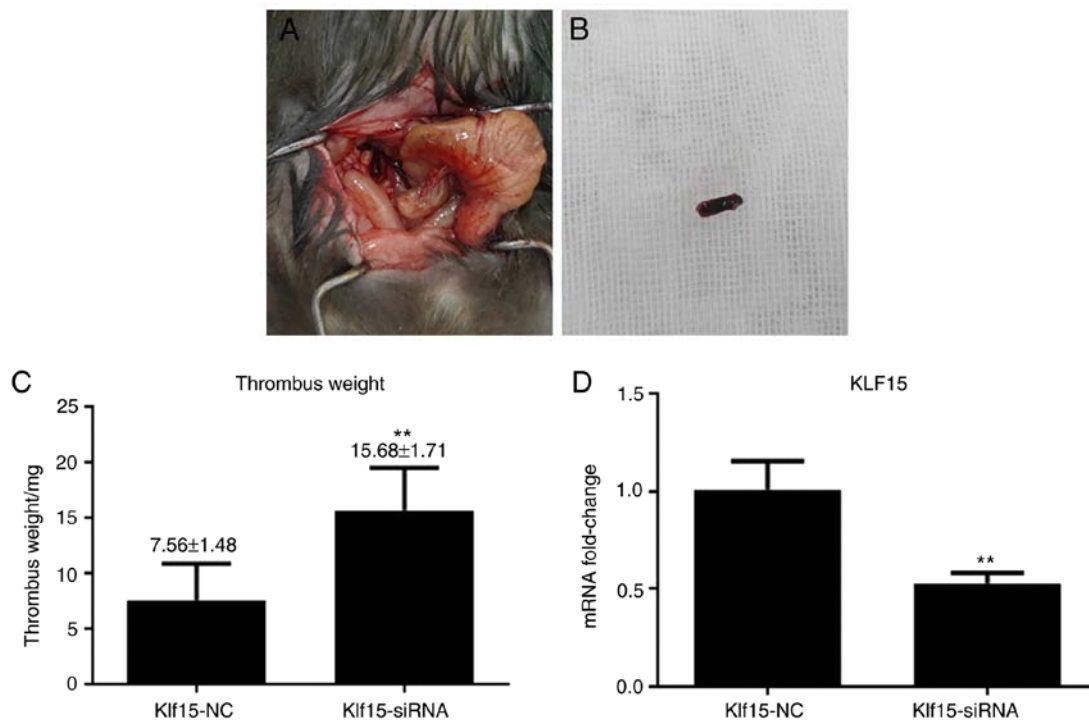 A
B
C
Thrombus weight
Thrombus weight/mg
25
20
15
10
5
0
7.56±1.48
**
15.68±1.71
Klf15-NC
Klf15-siRNA
D
KLF15
mRNA fold-change
1.5
1.0
0.5
0.0
**
Klf15-NC
Klf15-siRNA